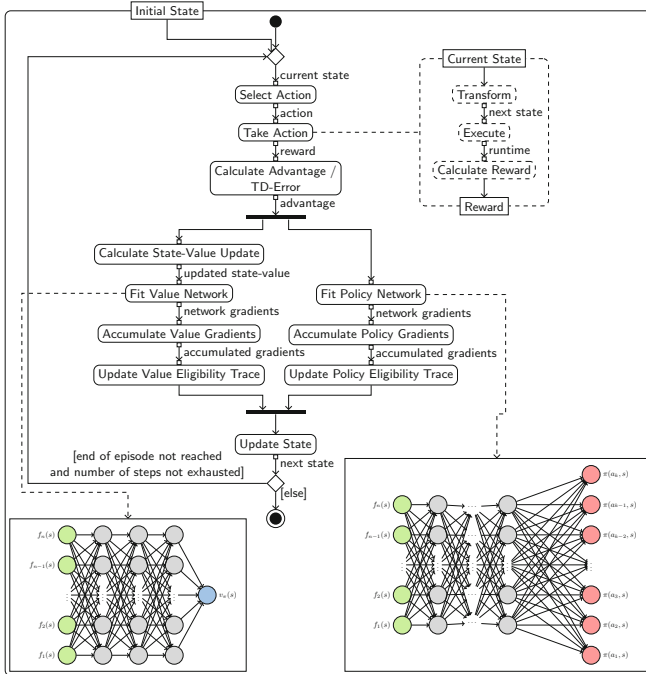 Initial State
current state
Select Action
action
Take Action
reward
Calculate Advantage /
TD-Error
advantage
Current State
Transform
next state
Execute
runtime
Calculate Reward
Reward
Calculate State-Value Update
updated state-value
Fit Value Network
network gradients
Accumulate Value Gradients
accumulated gradients
Update Value Eligibility Trace
Fit Policy Network
network gradients
Accumulate Policy Gradients
accumulated gradients
Update Policy Eligibility Trace
Update State
next state
[end of episode not reached
and number of steps not exhausted]
[else]
fₙ(s)
fₙ₋₁(s)
f₂(s)
f₁(s)
vπ(s)
fₙ(s)
fₙ₋₁(s)
f₂(s)
f₁(s)
π(aₖ, s)
π(aₖ₋₁, s)
π(aₖ₋₂, s)
π(a₃, s)
π(a₂, s)
π(a₁, s)